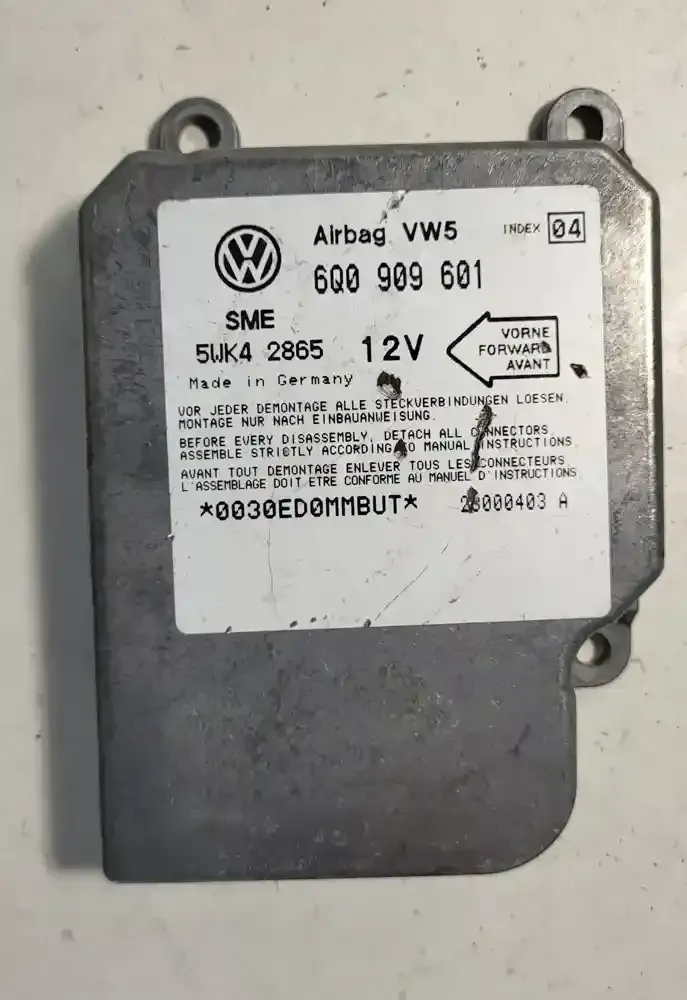 Airbag VW5 INDEX 04
6Q0 909 601
SME
5WK4 2865 12V
VORNE
FORWARD
AVANT
Made in Germany
VOR JEDER DEMONTAGE ALLE STECKVERBINDUNGEN LOESEN.
MONTAGE NUR NACH EINBAUANWEISUNG.
BEFORE EVERY DISASSEMBLY, DETACH ALL CONNECTORS.
ASSEMBLE STRICTLY ACCORDING TO MANUAL INSTRUCTIONS
AVANT TOUT DEMONTAGE ENLEVER TOUS LES CONNECTEURS
L'ASSEMBLAGE DOIT ETRE CONFORME AU MANUEL D'INSTRUCTIONS
*0030ED0MMBUT* A